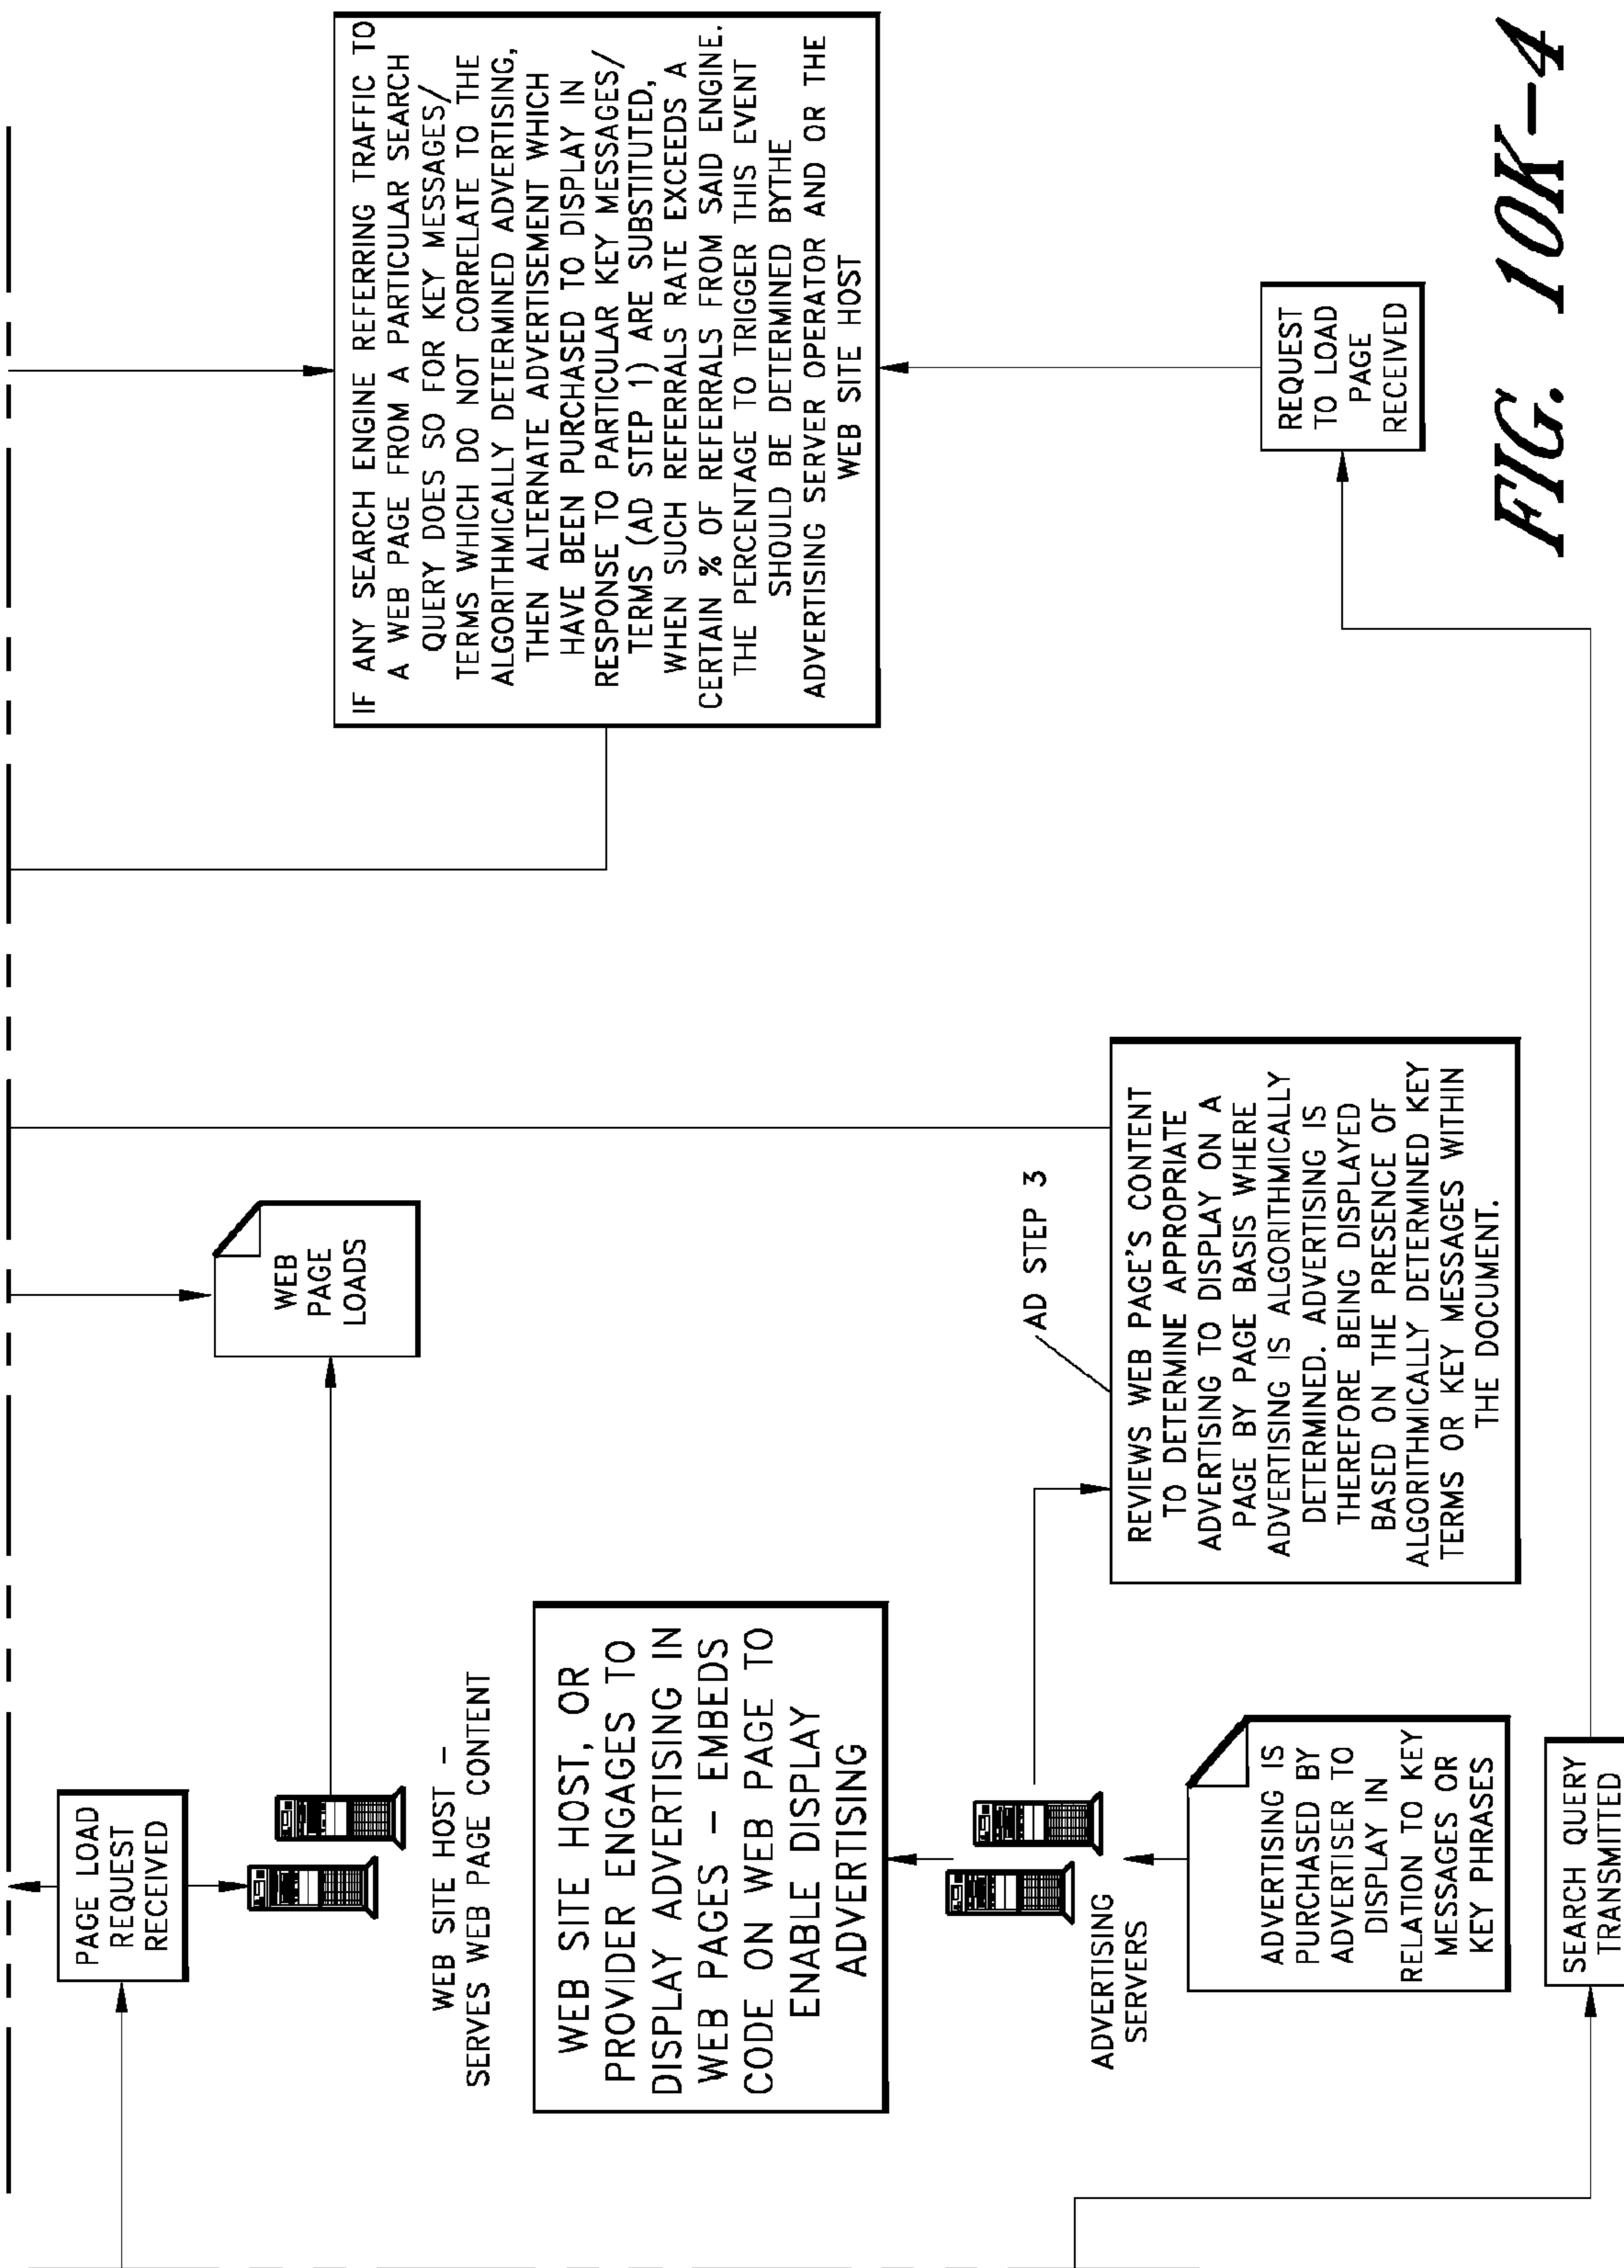 PAGE LOAD
REQUEST
RECEIVED
WEB SITE HOST –
SERVES WEB PAGE CONTENT
WEB
PAGE
LOADS
IF ANY SEARCH ENGINE REFERRING TRAFFIC TO
A WEB PAGE FROM A PARTICULAR SEARCH
QUERY DOES SO FOR KEY MESSAGES/
TERMS WHICH DO NOT CORRELATE TO THE
ALGORITHMICALLY DETERMINED ADVERTISING,
THEN ALTERNATE ADVERTISEMENT WHICH
HAVE BEEN PURCHASED TO DISPLAY IN
RESPONSE TO PARTICULAR KEY MESSAGES/
TERMS (AD STEP 1) ARE SUBSTITUTED,
WHEN SUCH REFERRALS RATE EXCEEDS A
CERTAIN % OF REFERRALS FROM SAID ENGINE.
THE PERCENTAGE TO TRIGGER THIS EVENT
SHOULD BE DETERMINED BYTHE
ADVERTISING SERVER OPERATOR AND OR THE
WEB SITE HOST
WEB SITE HOST, OR
PROVIDER ENGAGES TO
DISPLAY ADVERTISING IN
WEB PAGES – EMBEDS
CODE ON WEB PAGE TO
ENABLE DISPLAY
ADVERTISING
ADVERTISING
SERVERS
AD STEP 3
REVIEWS WEB PAGE'S CONTENT
TO DETERMINE APPROPRIATE
ADVERTISING TO DISPLAY ON A
PAGE BY PAGE BASIS WHERE
ADVERTISING IS ALGORITHMICALLY
DETERMINED. ADVERTISING IS
THEREFORE BEING DISPLAYED
BASED ON THE PRESENCE OF
ALGORITHMICALLY DETERMINED KEY
TERMS OR KEY MESSAGES WITHIN
THE DOCUMENT.
ADVERTISING IS
PURCHASED BY
ADVERTISER TO
DISPLAY IN
RELATION TO KEY
MESSAGES OR
KEY PHRASES
REQUEST
TO LOAD
PAGE
RECEIVED
SEARCH QUERY
TRANSMITTED
FIG. 10K–4